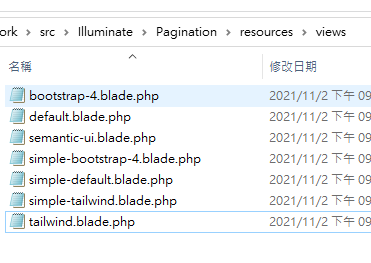 ork > src > Illuminate > Pagination > resources > views
名稱 修改日期
bootstrap-4.blade.php 2021/11/2 下午 09
default.blade.php 2021/11/2 下午 09
semantic-ui.blade.php 2021/11/2 下午 09
simple-bootstrap-4.blade.php 2021/11/2 下午 09
simple-default.blade.php 2021/11/2 下午 09
simple-tailwind.blade.php 2021/11/2 下午 09
tailwind.blade.php 2021/11/2 下午 09